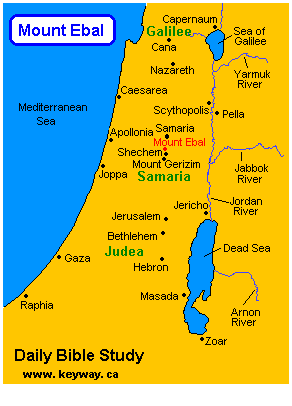 Mount Ebal
Capernaum
Galilee
Sea of
Galilee
Cana
Nazareth
Yarmuk
River
Caesarea
Mediterranean
Sea
Scythopolis
Pella
Apollonia
Samaria
Mount Ebal
Shechem
Mount Gerizim
Joppa
Samaria
Jabbok
River
Jericho
Jordan
River
Jerusalem
Bethlehem
Judea
Dead Sea
Gaza
Hebron
Masada
Raphia
Arnon
River
Zoar
Daily Bible Study
www.keyway.ca